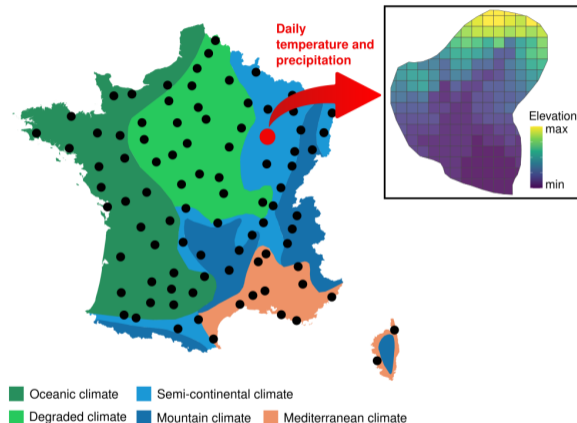 Daily
temperature and
precipitation
Elevation
max
min
Oceanic climate
Semi-continental climate
Degraded climate
Mountain climate
Mediterranean climate